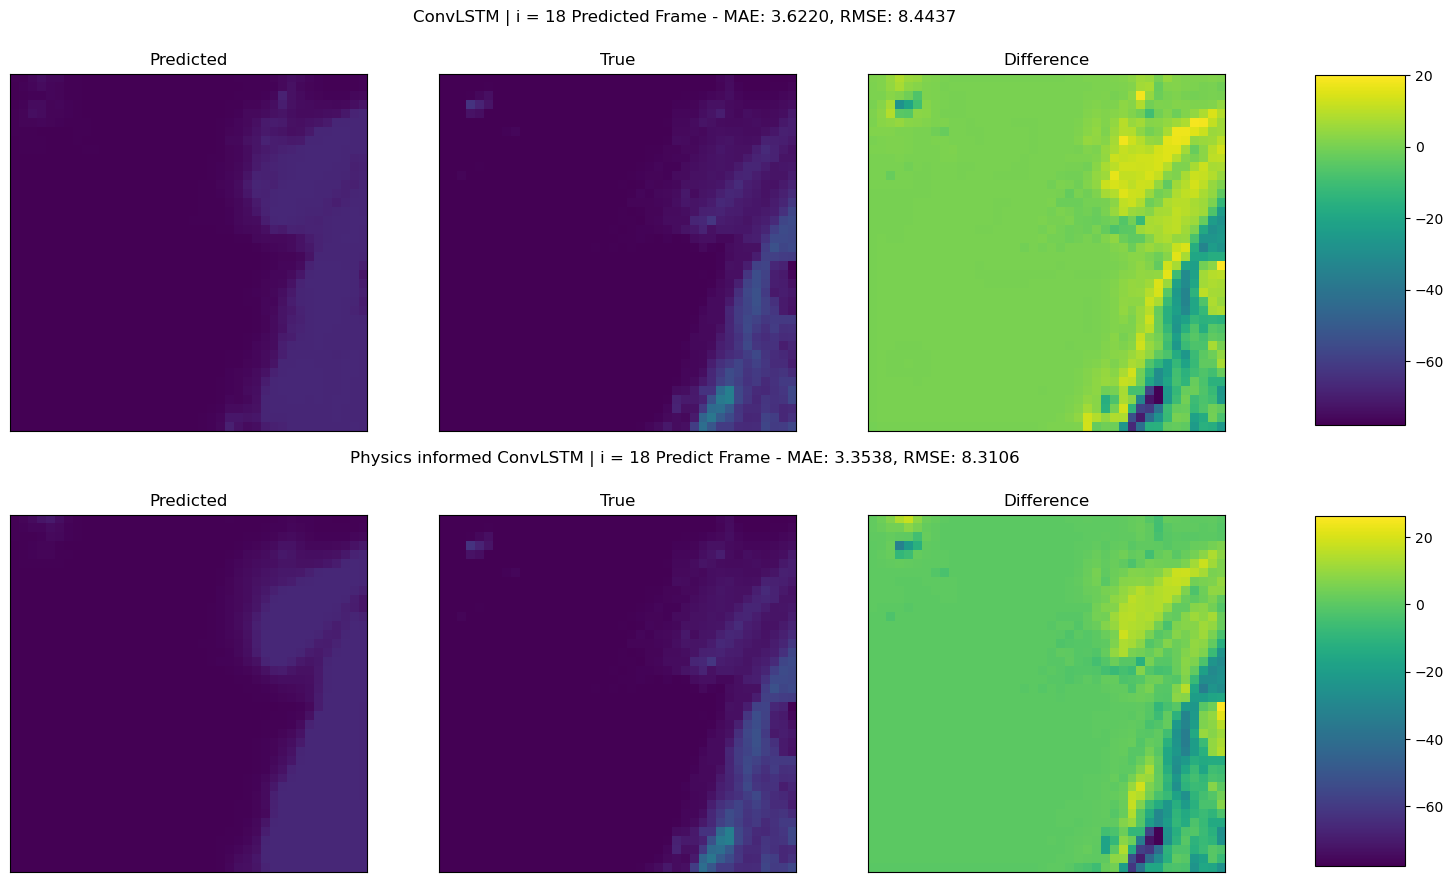 ConvLSTM | i = 18 Predicted Frame - MAE: 3.6220, RMSE: 8.4437
Predicted
True
Difference
20
0
−20
−40
−60
Physics informed ConvLSTM | i = 18 Predict Frame - MAE: 3.3538, RMSE: 8.3106
Predicted
True
Difference
20
0
−20
−40
−60